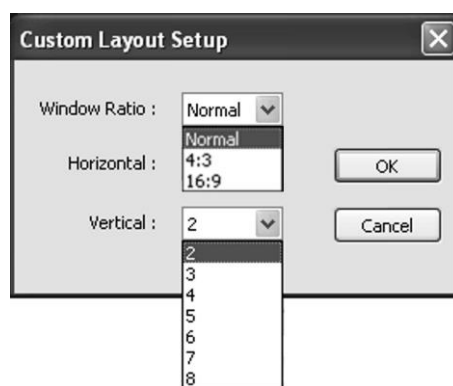 Custom Layout Setup
Window Ratio : Normal
Normal
Horizontal : 4:3 OK
16:9
Vertical : 2 Cancel
2
3
4
5
6
7
8